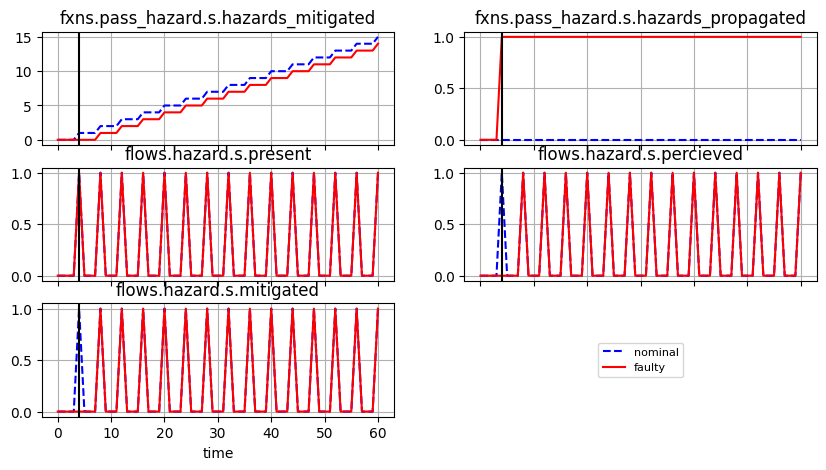 fxns.pass_hazard.s.hazards_mitigated
fxns.pass_hazard.s.hazards_propagated
15
10
5
0
1.0
0.5
0.0
flows.hazard.s.present
flows.hazard.s.percieved
1.0
0.5
0.0
1.0
0.5
0.0
flows.hazard.s.mitigated
1.0
0.5
0.0
0 10 20 30 40 50 60
time
nominal
faulty